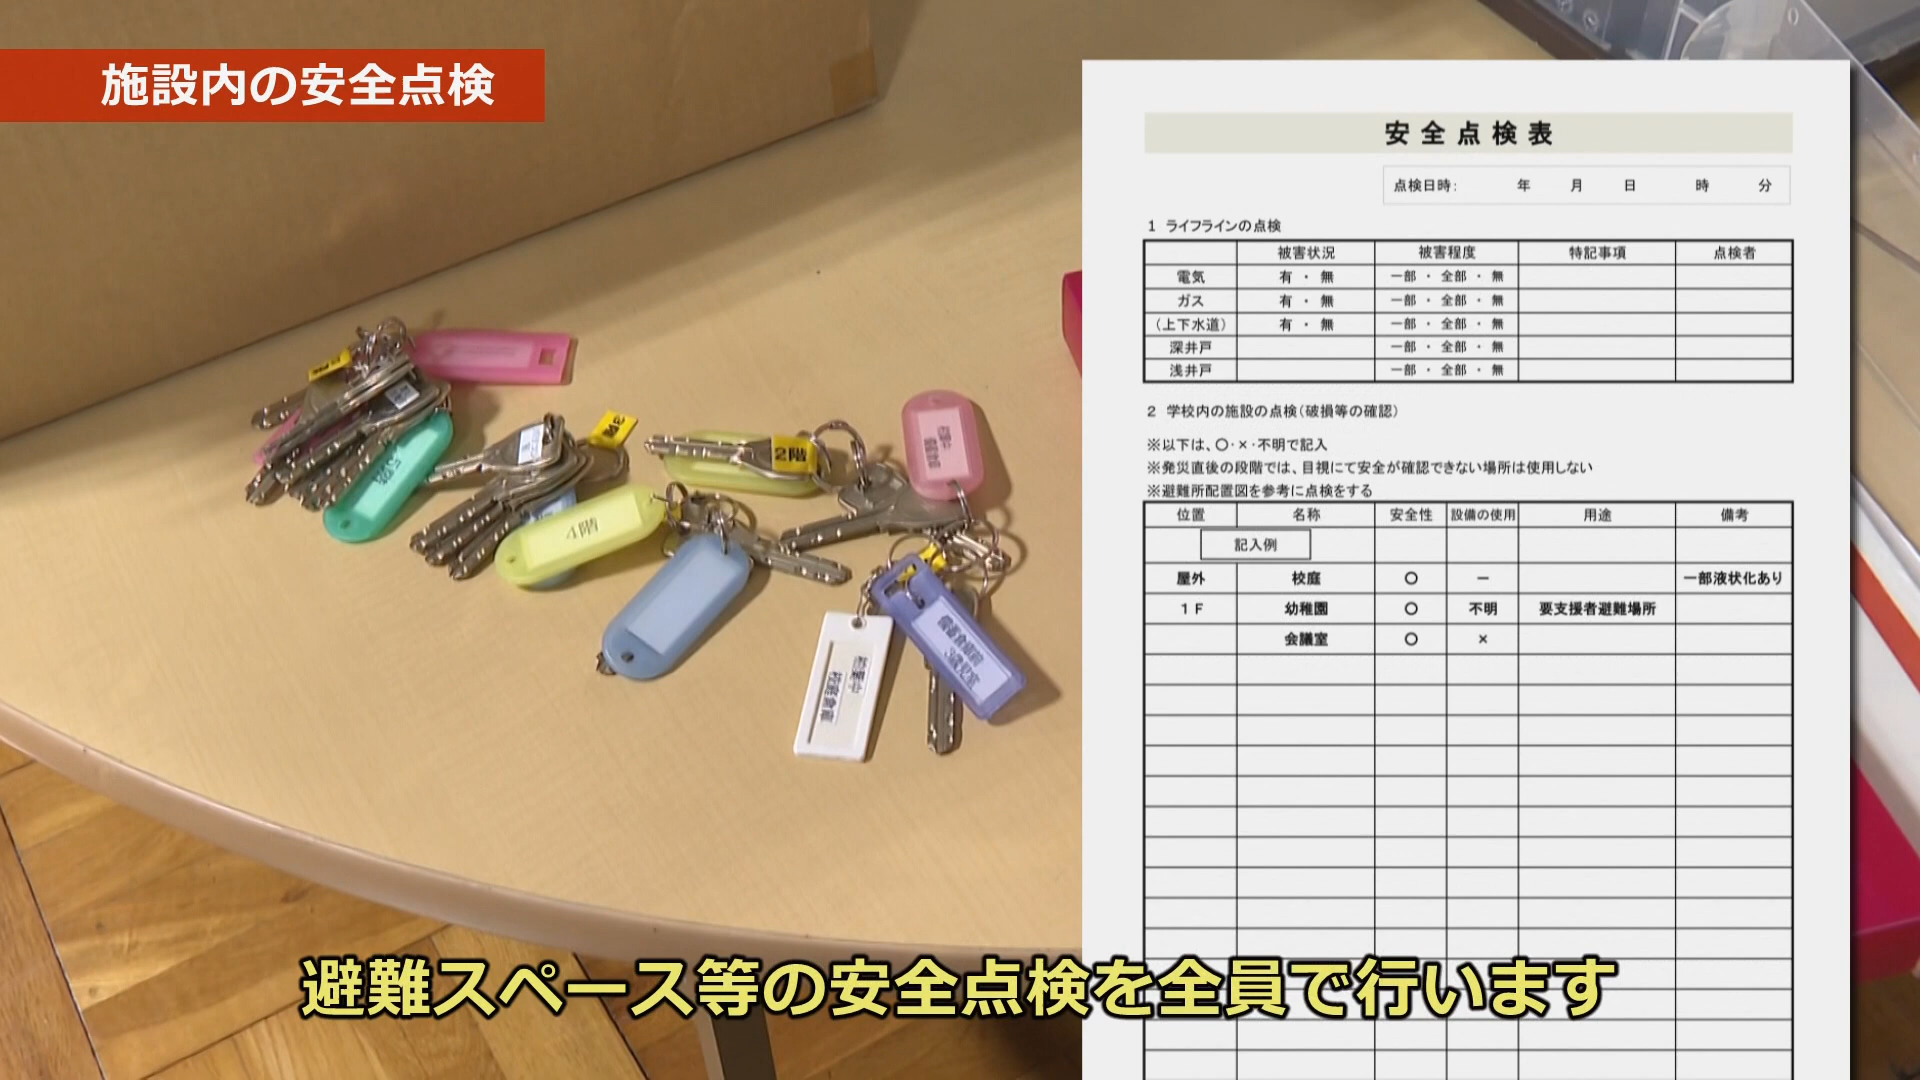 施設内の安全点検
安全点検表
点検日時： 年 月 日 時 分
1 ライフラインの点検
被害状況 被害程度 特記事項 点検者
電気 有・無 一部・全部・無
ガス 有・無 一部・全部・無
（上下水道） 有・無 一部・全部・無
深井戸 一部・全部・無
浅井戸 一部・全部・無
2 学校内の施設の点検（破損等の確認）
※以下は、〇・×・不明で記入
※発災直後の段階では、目視にて安全が確認できない場所は使用しない
※避難所配置図を参考に点検をする
位置 名称 安全性 設備の使用 用途 備考
記入例
屋外 校庭 〇 － 一部液状化あり
1F 幼稚園 〇 不明 要支援者避難場所
会議室 〇 ×
3階
2階
4階
避難スペース等の安全点検を全員で行います